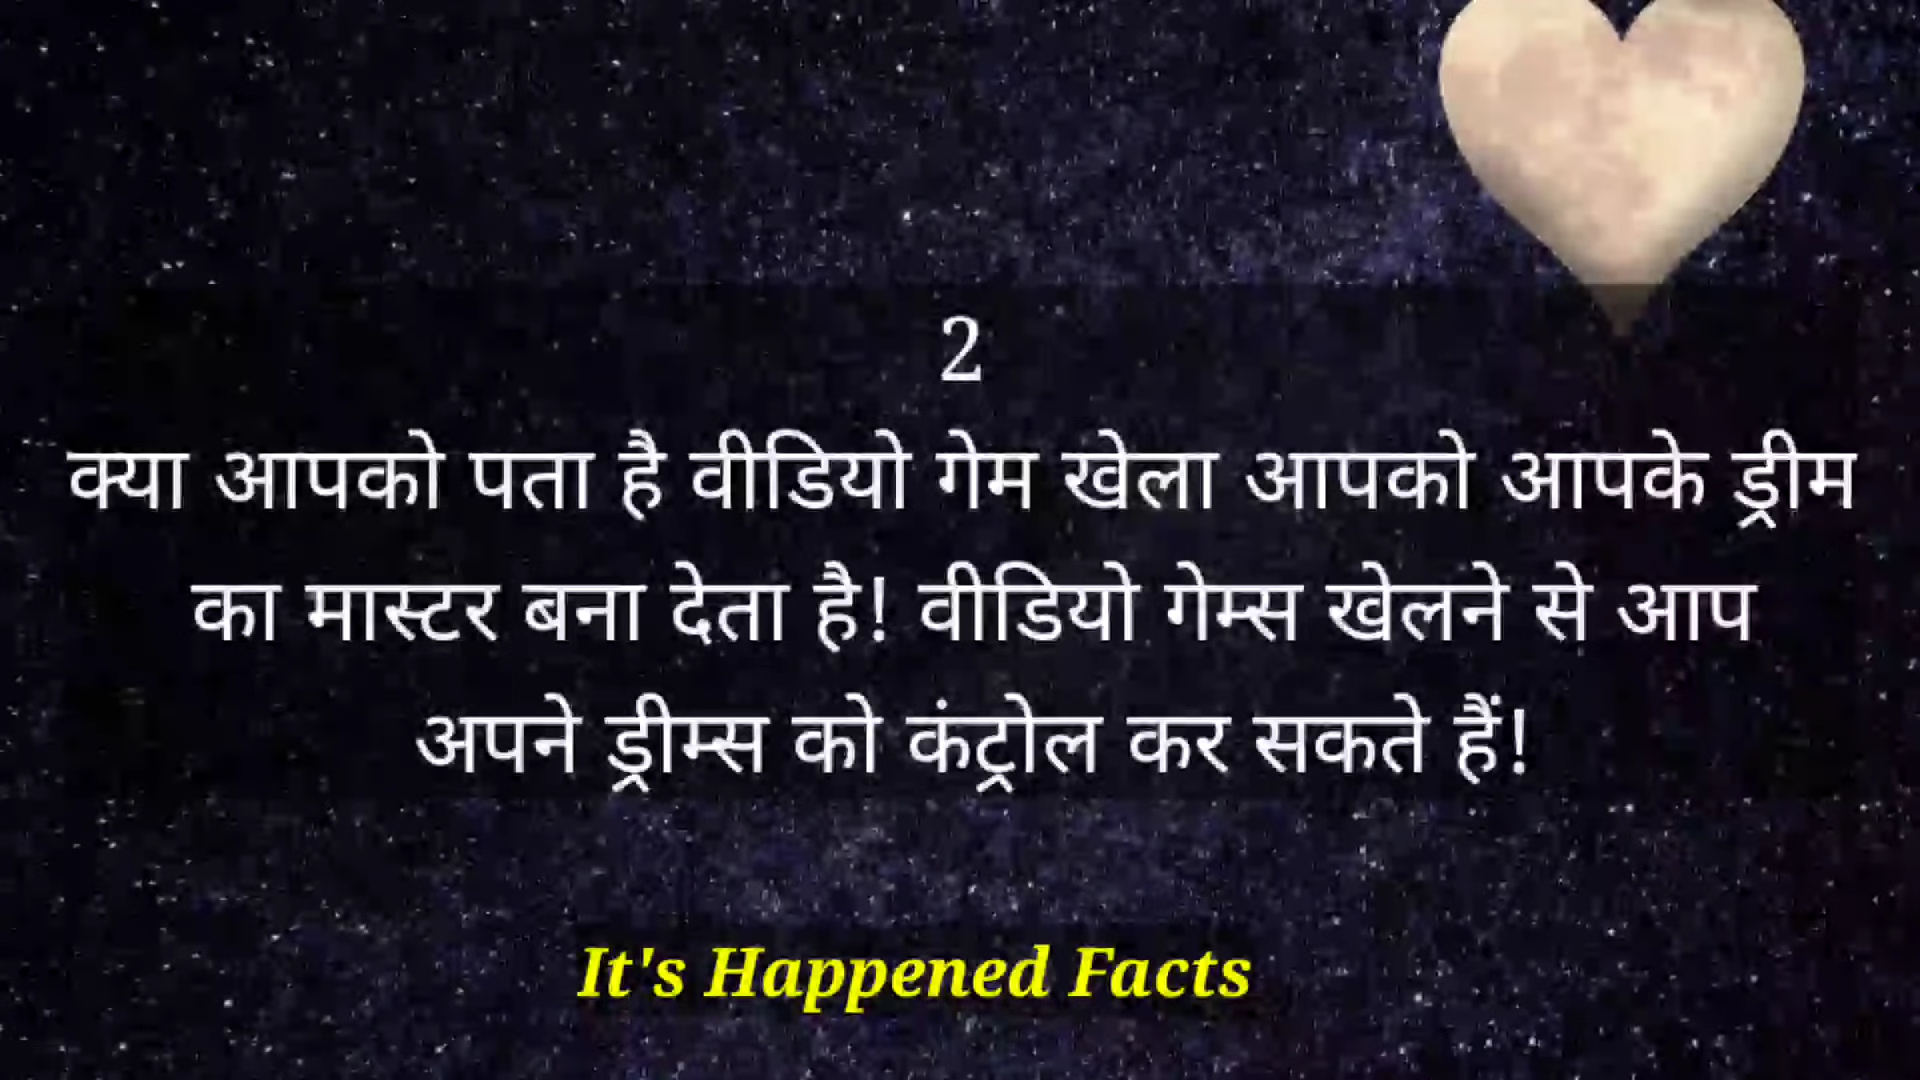 2
क्या आपको पता है वीडियो गेम खेला आपको आपके ड्रीम
का मास्टर बना देता है! वीडियो गेम्स खेलने से आप
अपने ड्रीम्स को कंट्रोल कर सकते हैं!
It's Happened Facts